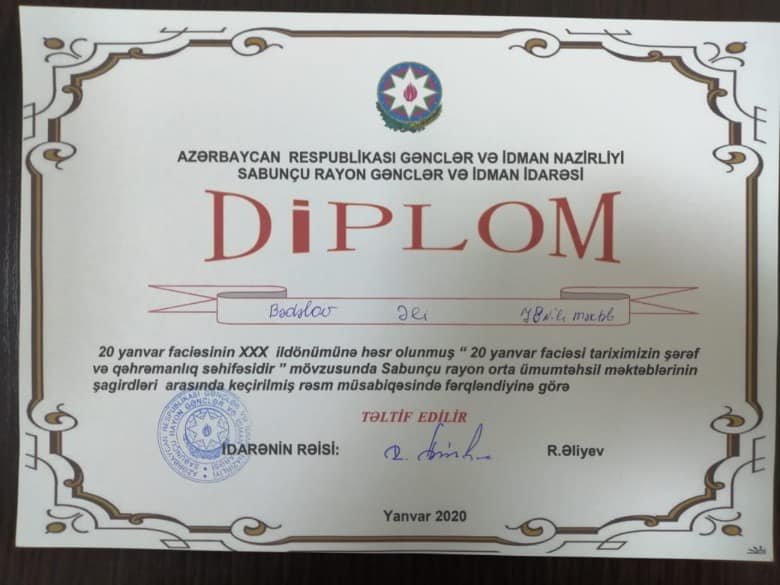 AZƏRBAYCAN RESPUBLİKASI GƏNCLƏR VƏ İDMAN NAZİRLİYİ
SABUNÇU RAYON GƏNCLƏR VƏ İDMAN İDARƏSİ
DİPLOM
Bədəlov Əli məktəb
20 yanvar faciəsinin XXX ildönümünə həsr olunmuş “ 20 yanvar faciəsi tariximizin şərəf
və qəhrəmanlıq səhifəsidir ” mövzusunda Sabunçu rayon orta ümumtəhsil məktəblərinin
şagirdləri arasında keçirilmiş rəsm müsabiqəsində fərqləndiyinə görə
TƏLTİF EDİLİR
İDARƏNİN RƏİSİ: R.Əliyev
Yanvar 2020